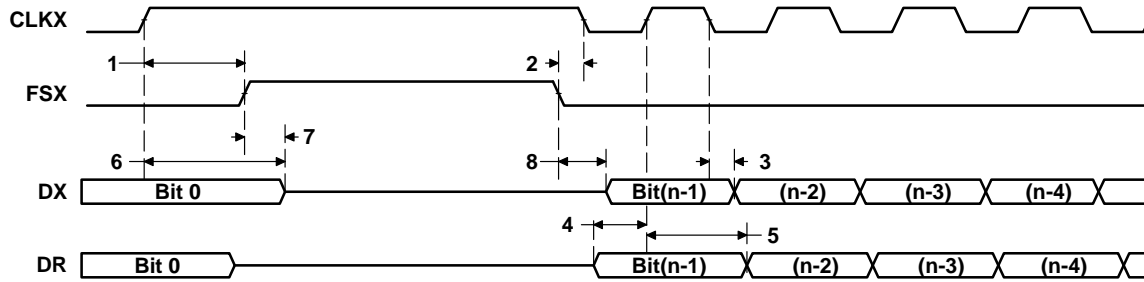 CLKX
1
2
FSX
7
6
8
3
DX
Bit 0
Bit(n-1)
(n-2)
(n-3)
(n-4)
4
5
DR
Bit 0
Bit(n-1)
(n-2)
(n-3)
(n-4)